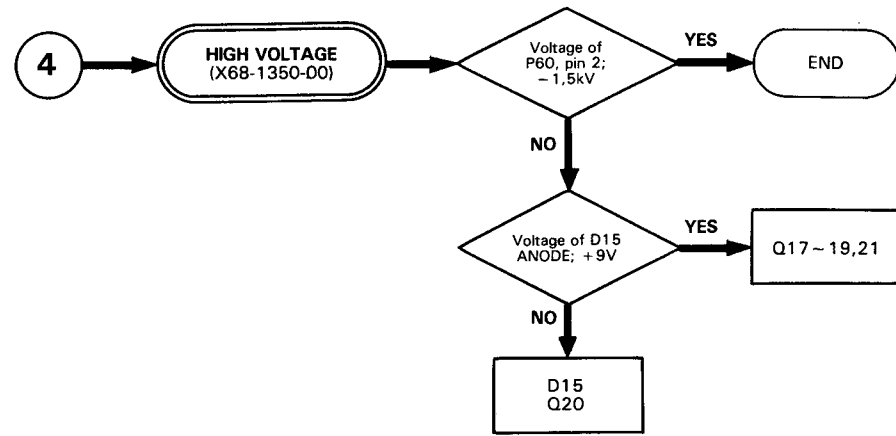 4
HIGH VOLTAGE
(X68-1350-00)
Voltage of
P60, pin 2;
−1,5kV
YES
END
NO
Voltage of D15
ANODE; +9V
YES
Q17~19,21
NO
D15
Q20